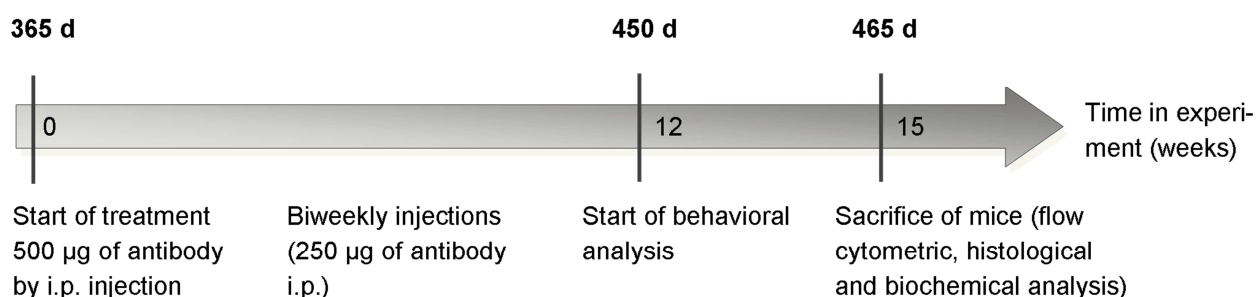 365 d
450 d
465 d
0
12
15
Time in experi-
ment (weeks)
Start of treatment
500 µg of antibody
by i.p. injection
Biweekly injections
(250 µg of antibody
i.p.)
Start of behavioral
analysis
Sacrifice of mice (flow
cytometric, histological
and biochemical analysis)